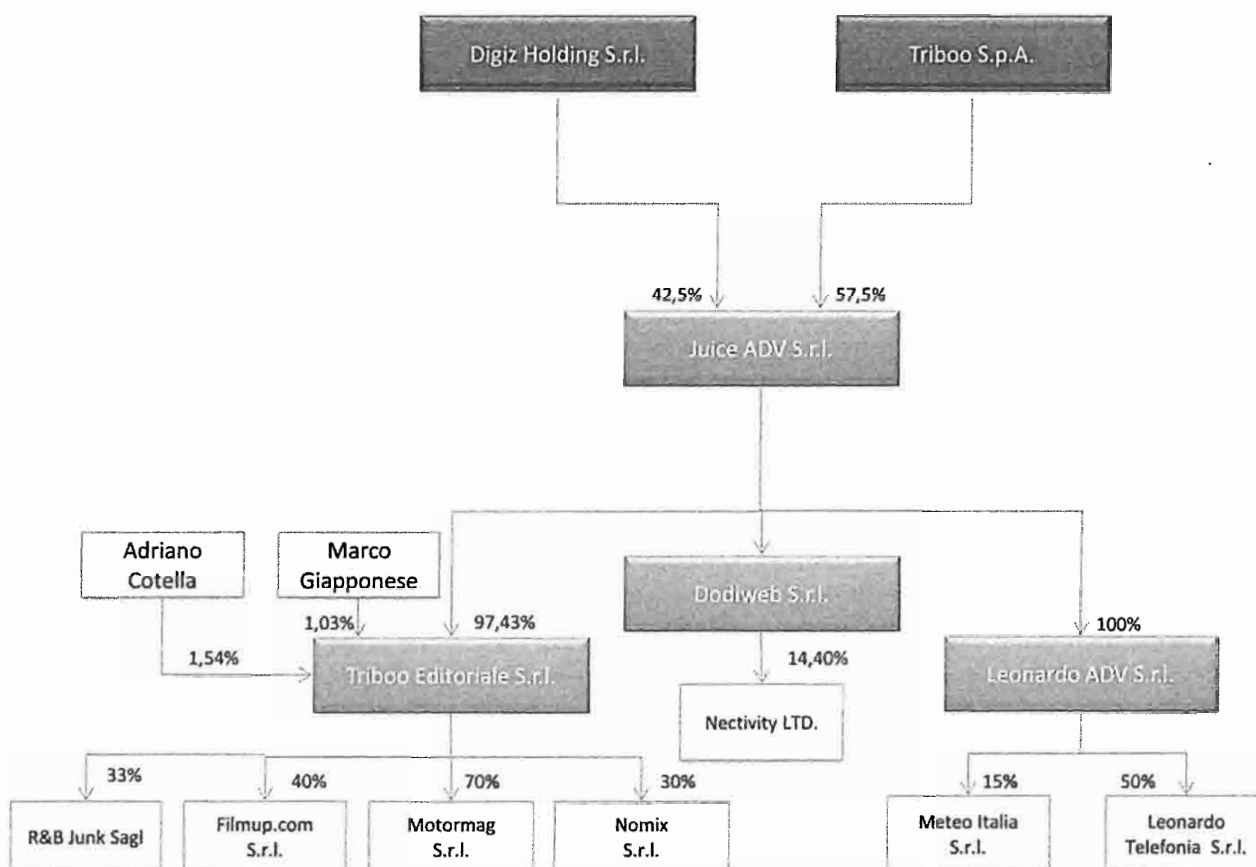 Digiz Holding S.r.l.
Triboo S.p.A.
42,5%
57,5%
Juice ADV S.r.l.
Adriano
Cotella
Marco
Giapponese
Dodiweb S.r.l.
1,03%
97,43%
100%
1,54%
Triboo Editoriale S.r.l.
14,40%
Leonardo ADV S.r.l.
Nectivity LTD.
33%
40%
70%
30%
15%
50%
R&B Junk Sagl
Filmup.com
S.r.l.
Motormag
S.r.l.
Nomix
S.r.l.
Meteo Italia
S.r.l.
Leonardo
Telefonia S.r.l.